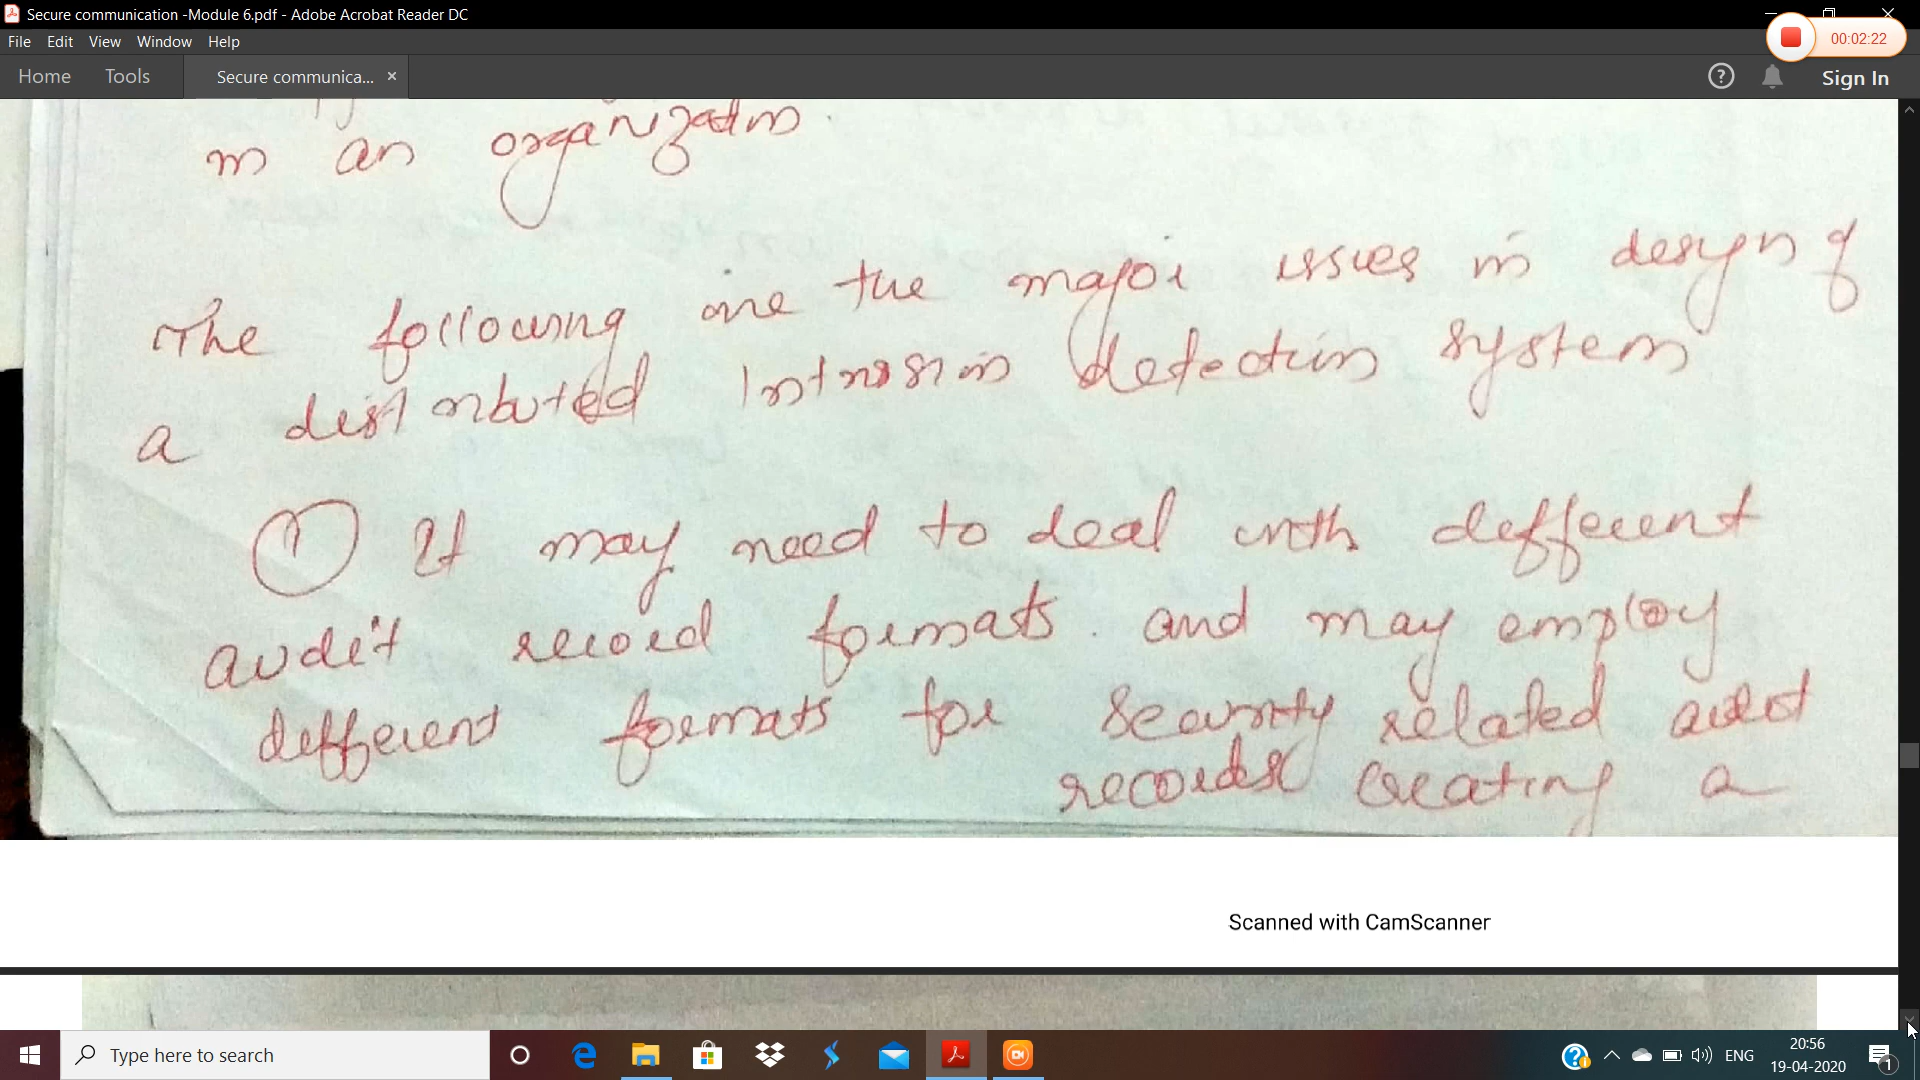 Secure communication -Module 6.pdf - Adobe Acrobat Reader DC
00:02:22
File Edit View Window Help
Home Tools Secure communica... ×
? Sign In
in an organization.
The following are the major issues in design of
a distributed Intrusion detection system
① It may need to deal with different
audit record formats. and may employ
different formats for security related audit
records creating a
Scanned with CamScanner
Type here to search
ENG
20:56
19-04-2020
1